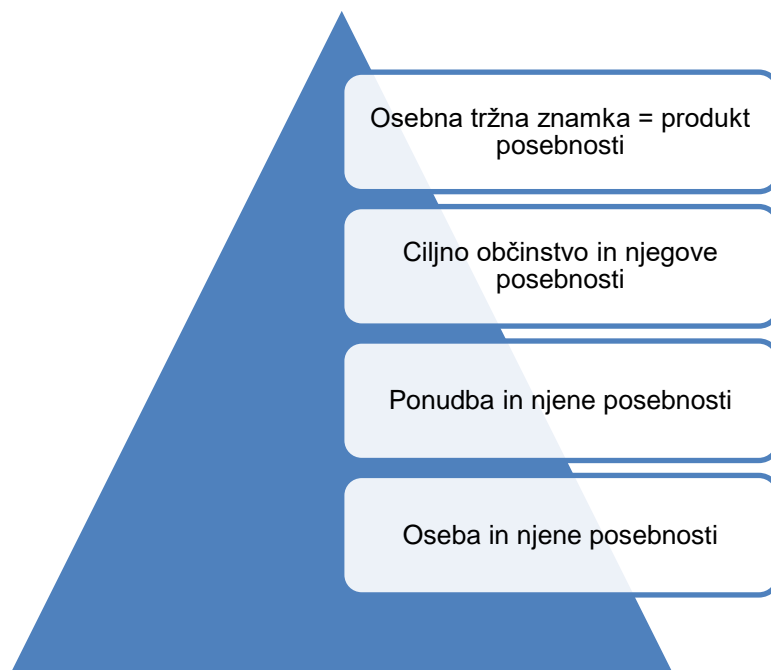 Osebna tržna znamka = produkt
posebnosti
Ciljno občinstvo in njegove
posebnosti
Ponudba in njene posebnosti
Oseba in njene posebnosti